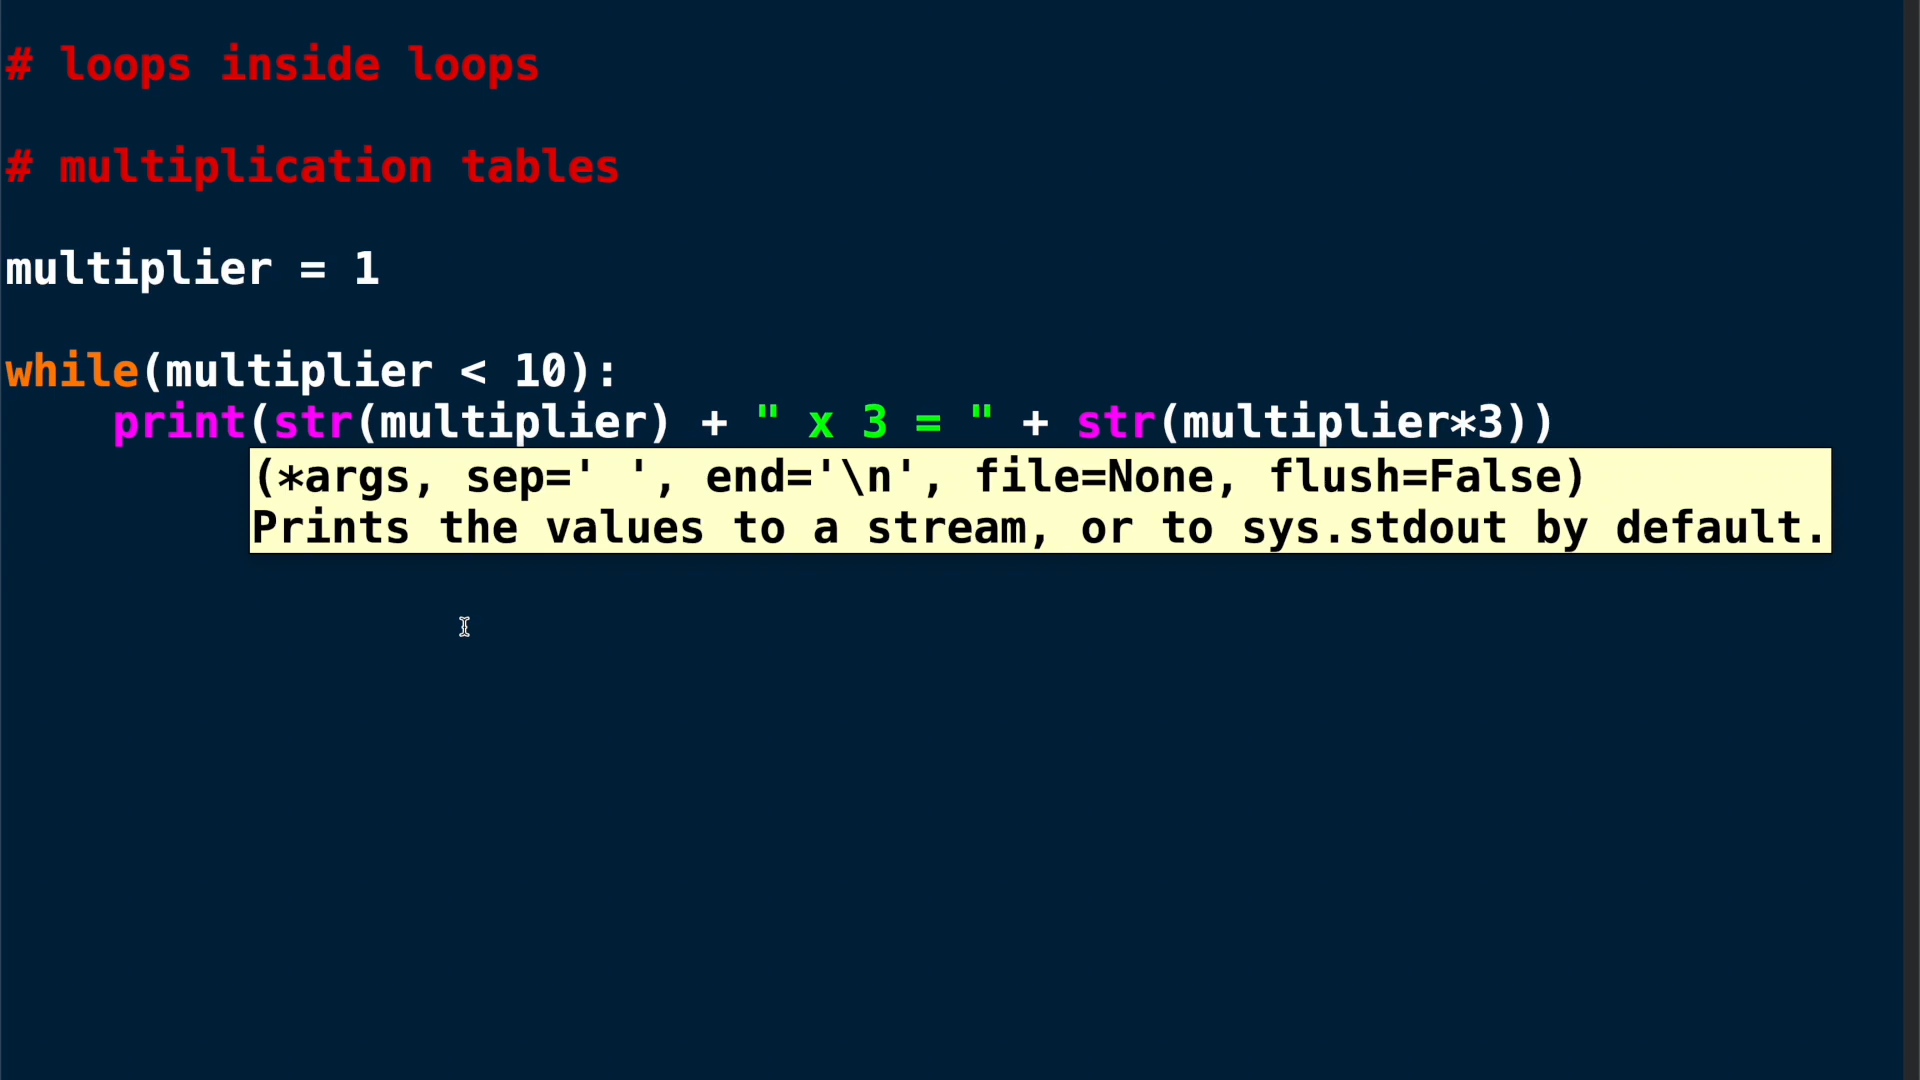 # loops inside loops
# multiplication tables
multiplier = 1
while(multiplier < 10):
    print(str(multiplier) + " x 3 = " + str(multiplier*3))
(*args, sep=' ', end='\n', file=None, flush=False)
Prints the values to a stream, or to sys.stdout by default.